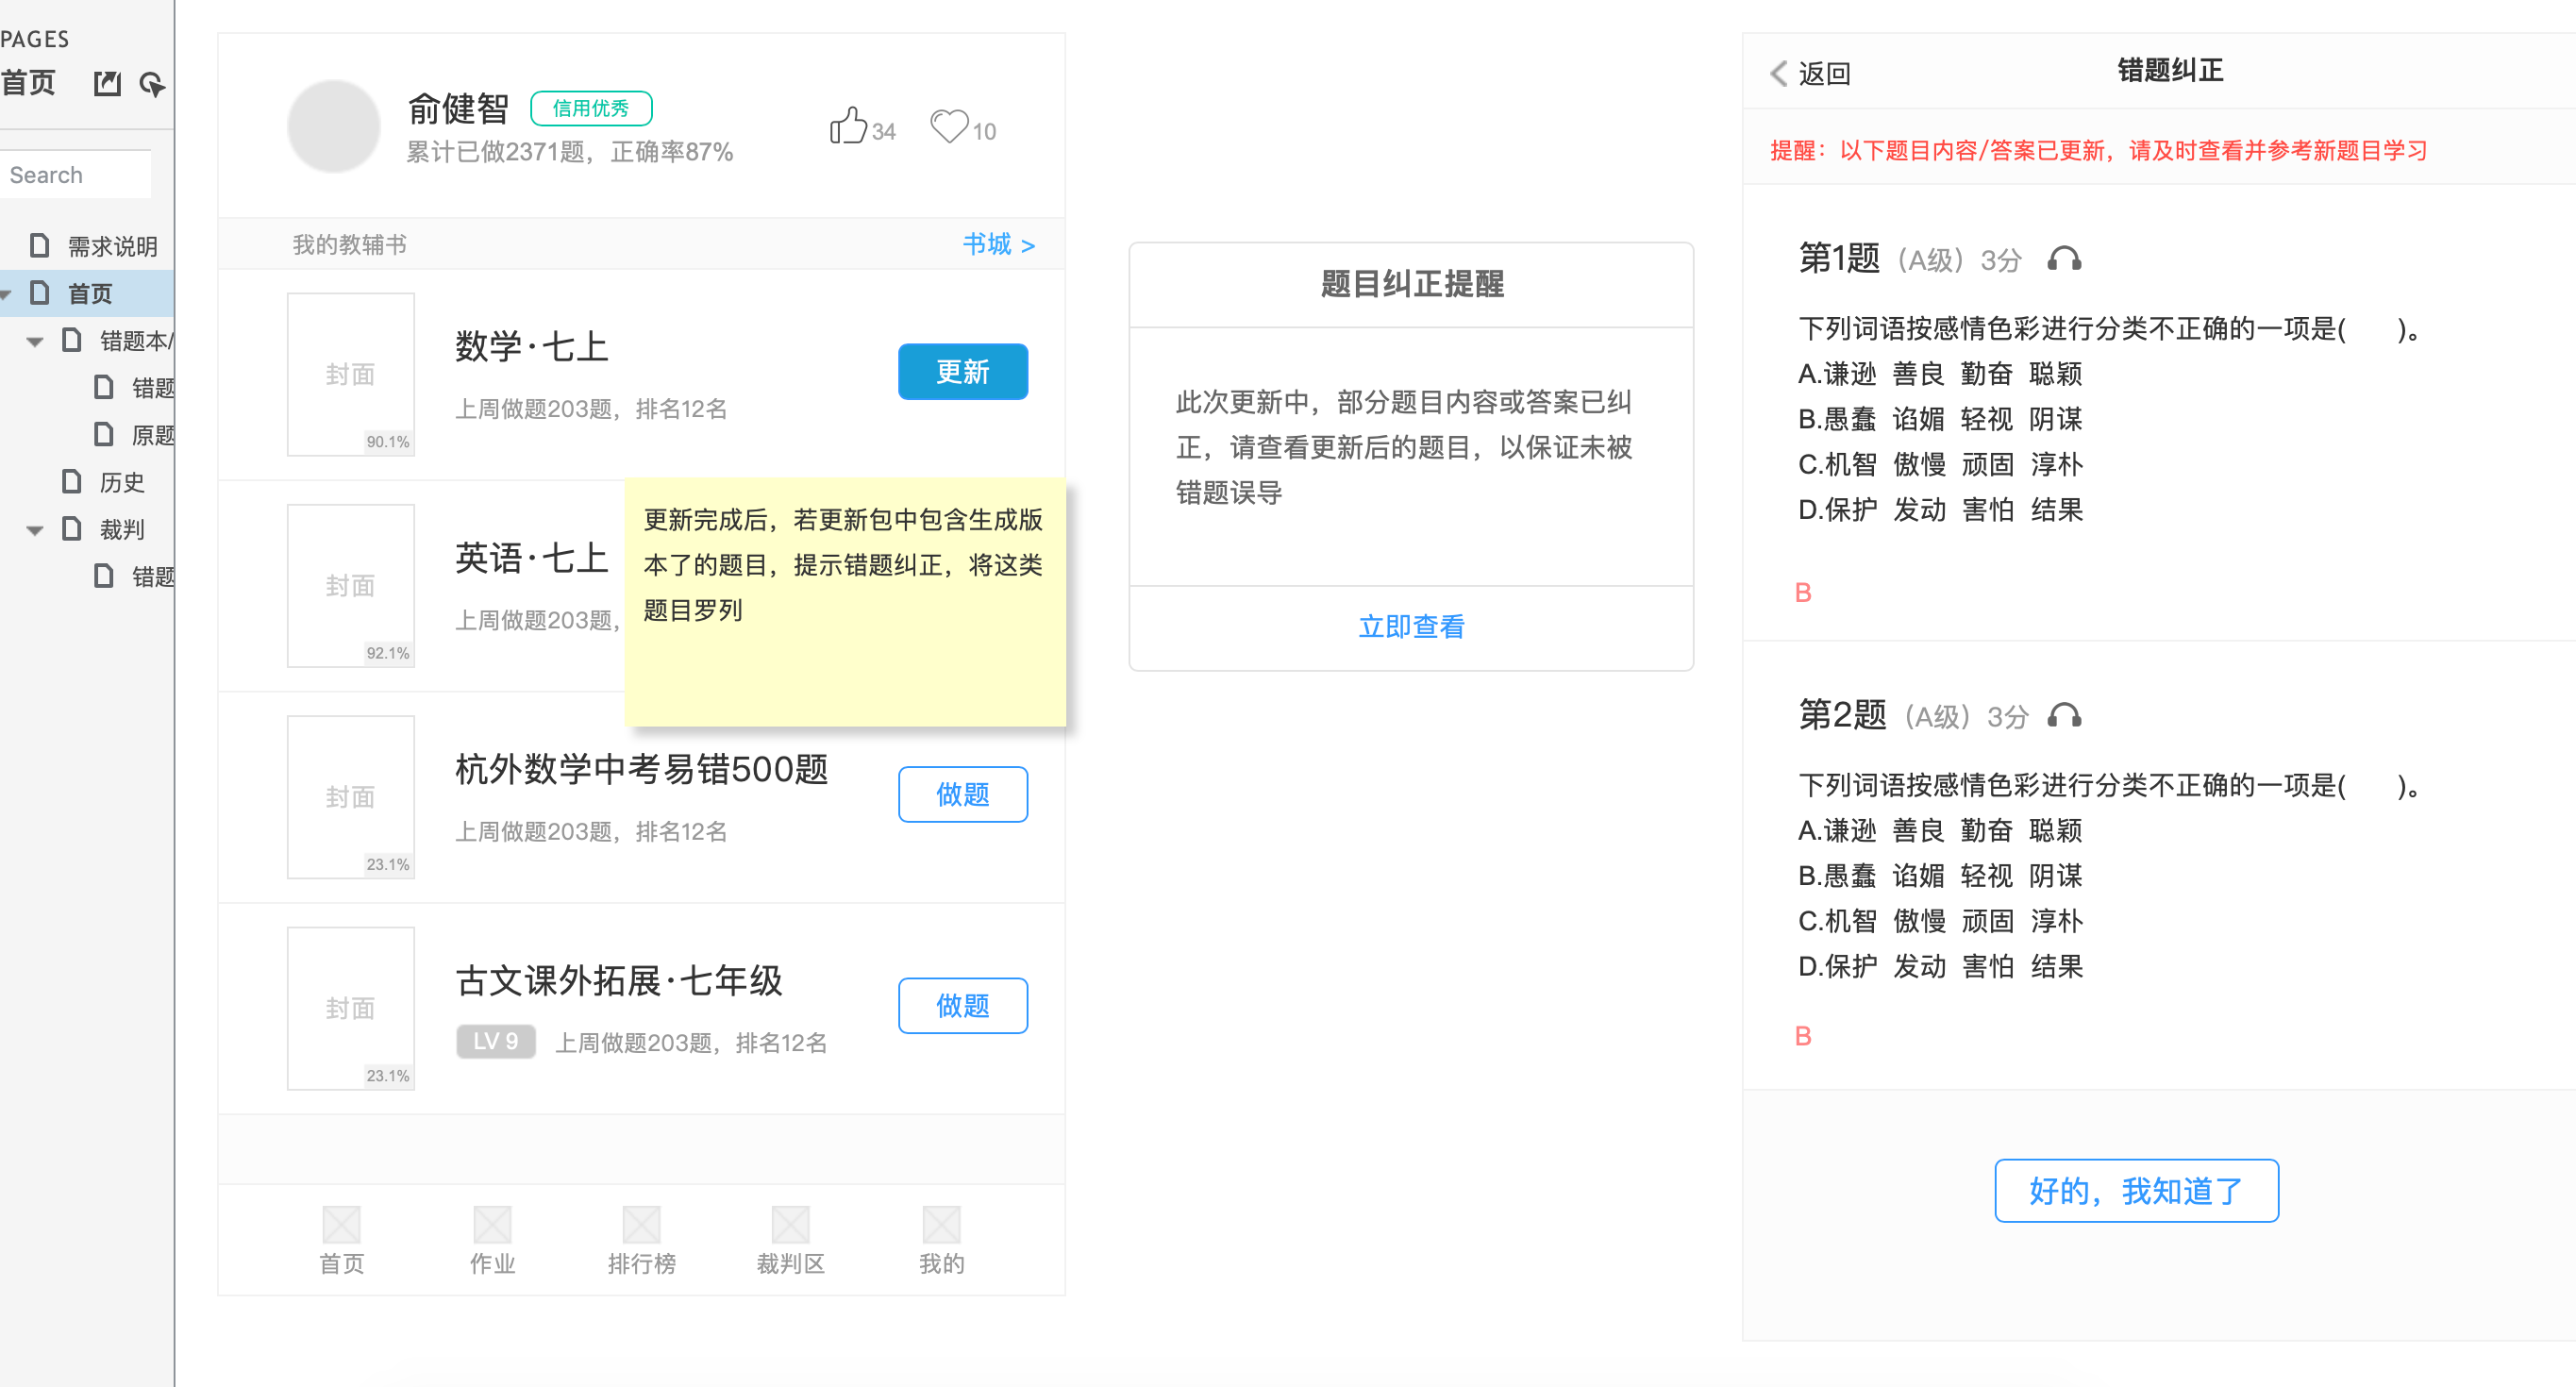 PAGES
首页
Search
需求说明
首页
错题本/
错题
原题
历史
裁判
错题
俞健智
信用优秀
累计已做2371题，正确率87%
34
10
我的教辅书
书城 >
封面
90.1%
数学·七上
上周做题203题，排名12名
更新
封面
92.1%
英语·七上
上周做题203题，
更新完成后，若更新包中包含生成版
本了的题目，提示错题纠正，将这类
题目罗列
封面
23.1%
杭外数学中考易错500题
上周做题203题，排名12名
做题
封面
23.1%
古文课外拓展·七年级
LV 9
上周做题203题，排名12名
做题
首页
作业
排行榜
裁判区
我的
题目纠正提醒
此次更新中，部分题目内容或答案已纠
正，请查看更新后的题目，以保证未被
错题误导
立即查看
返回
错题纠正
提醒：以下题目内容/答案已更新，请及时查看并参考新题目学习
第1题（A级）3分
下列词语按感情色彩进行分类不正确的一项是( )。
A.谦逊 善良 勤奋 聪颖
B.愚蠢 谄媚 轻视 阴谋
C.机智 傲慢 顽固 淳朴
D.保护 发动 害怕 结果
B
第2题（A级）3分
下列词语按感情色彩进行分类不正确的一项是( )。
A.谦逊 善良 勤奋 聪颖
B.愚蠢 谄媚 轻视 阴谋
C.机智 傲慢 顽固 淳朴
D.保护 发动 害怕 结果
B
好的，我知道了